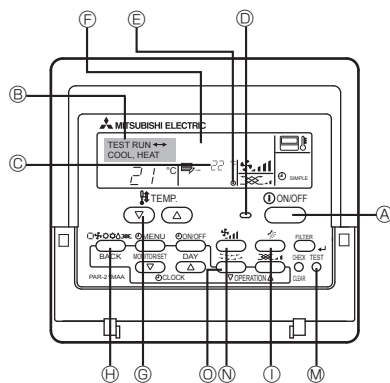 Ⓕ Ⓔ Ⓓ
Ⓑ
MITSUBISHI ELECTRIC
TEST RUN ↔
COOL, HEAT
Ⓒ 22 °C
21 °C
SIMPLE
TEMP. ON/OFF
Ⓐ
MENU ON/OFF FILTER
BACK MONITOR/SET DAY CHECK TEST
PAR-21MAA CLOCK ▽ OPERATION △ CLEAR
Ⓗ Ⓖ Ⓞ Ⓝ Ⓘ Ⓜ